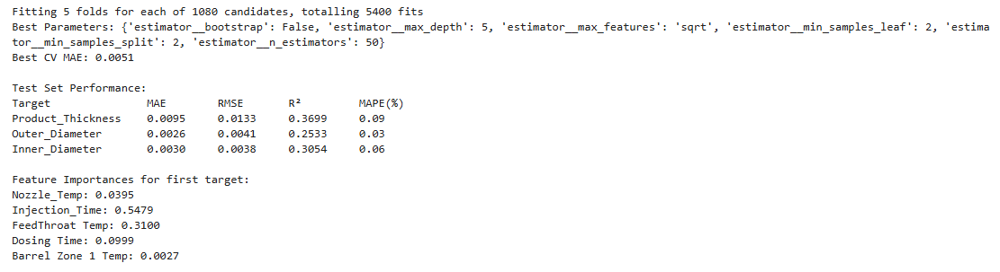 Fitting 5 folds for each of 1080 candidates, totalling 5400 fits
Best Parameters: {'estimator__bootstrap': False, 'estimator__max_depth': 5, 'estimator__max_features': 'sqrt', 'estimator__min_samples_leaf': 2, 'estima
tor__min_samples_split': 2, 'estimator__n_estimators': 50}
Best CV MAE: 0.0051

Test Set Performance:
Target MAE RMSE R² MAPE(%)
Product_Thickness 0.0095 0.0133 0.3699 0.09
Outer_Diameter 0.0026 0.0041 0.2533 0.03
Inner_Diameter 0.0030 0.0038 0.3054 0.06

Feature Importances for first target:
Nozzle_Temp: 0.0395
Injection_Time: 0.5479
FeedThroat Temp: 0.3100
Dosing Time: 0.0999
Barrel Zone 1 Temp: 0.0027